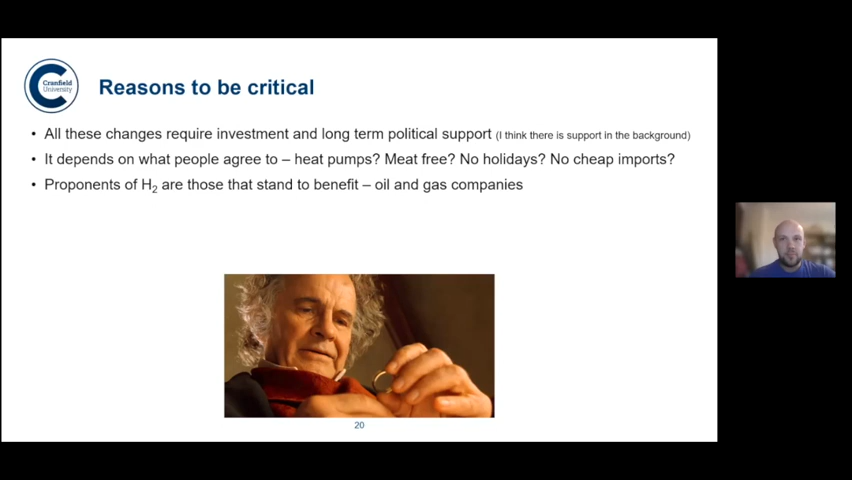 Cranfield
University
Reasons to be critical
• All these changes require investment and long term political support (I think there is support in the background)
• It depends on what people agree to – heat pumps? Meat free? No holidays? No cheap imports?
• Proponents of H₂ are those that stand to benefit – oil and gas companies
20